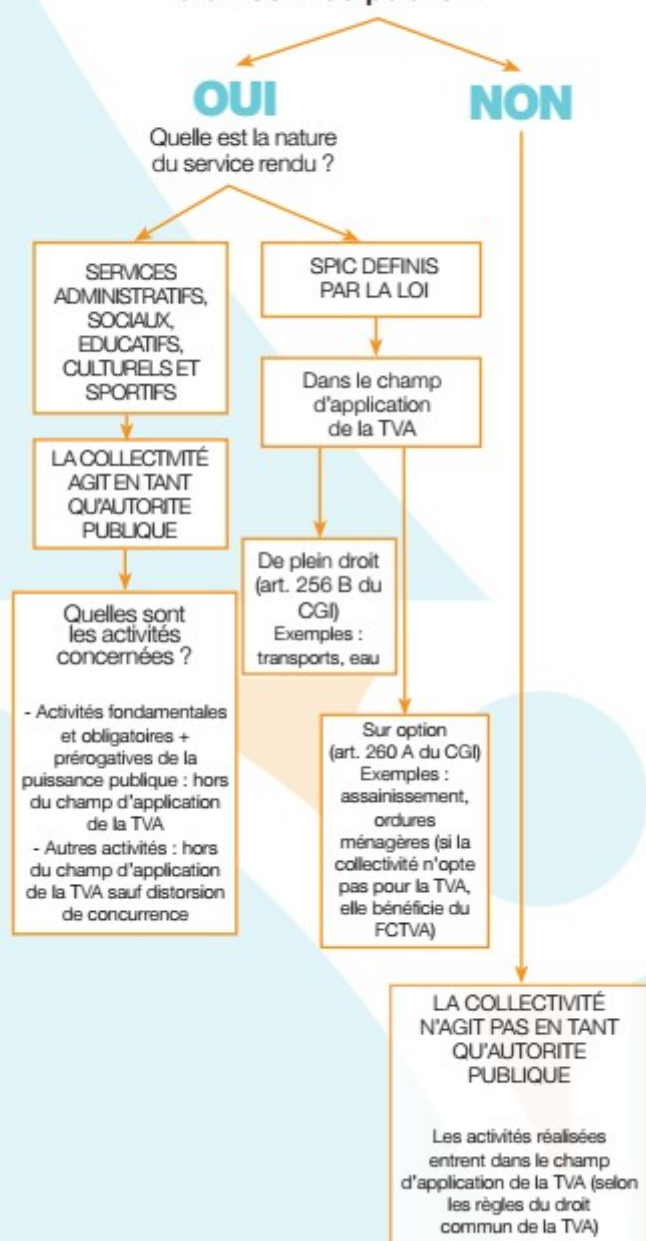 OUI
NON
Quelle est la nature
du service rendu ?
SERVICES
ADMINISTRATIFS,
SOCIAUX,
EDUCATIFS,
CULTURELS ET
SPORTIFS
SPIC DEFINIS
PAR LA LOI
Dans le champ
d'application
de la TVA
LA COLLECTIVITÉ
AGIT EN TANT
QU'AUTORITE
PUBLIQUE
De plein droit
(art. 256 B du
CGI)
Exemples :
transports, eau
Quelles sont
les activités
concernées ?
- Activités fondamentales
et obligatoires +
prérogatives de la
puissance publique : hors
du champ d'application
de la TVA
- Autres activités : hors
du champ d'application
de la TVA sauf distorsion
de concurrence
Sur option
(art. 260 A du CGI)
Exemples :
assainissement,
ordures
ménagères (si la
collectivité n'opte
pas pour la TVA,
elle bénéficie du
FCTVA)
LA COLLECTIVITÉ
N'AGIT PAS EN TANT
QU'AUTORITE
PUBLIQUE
Les activités réalisées
entrent dans le champ
d'application de la TVA (selon
les règles du droit
commun de la TVA)